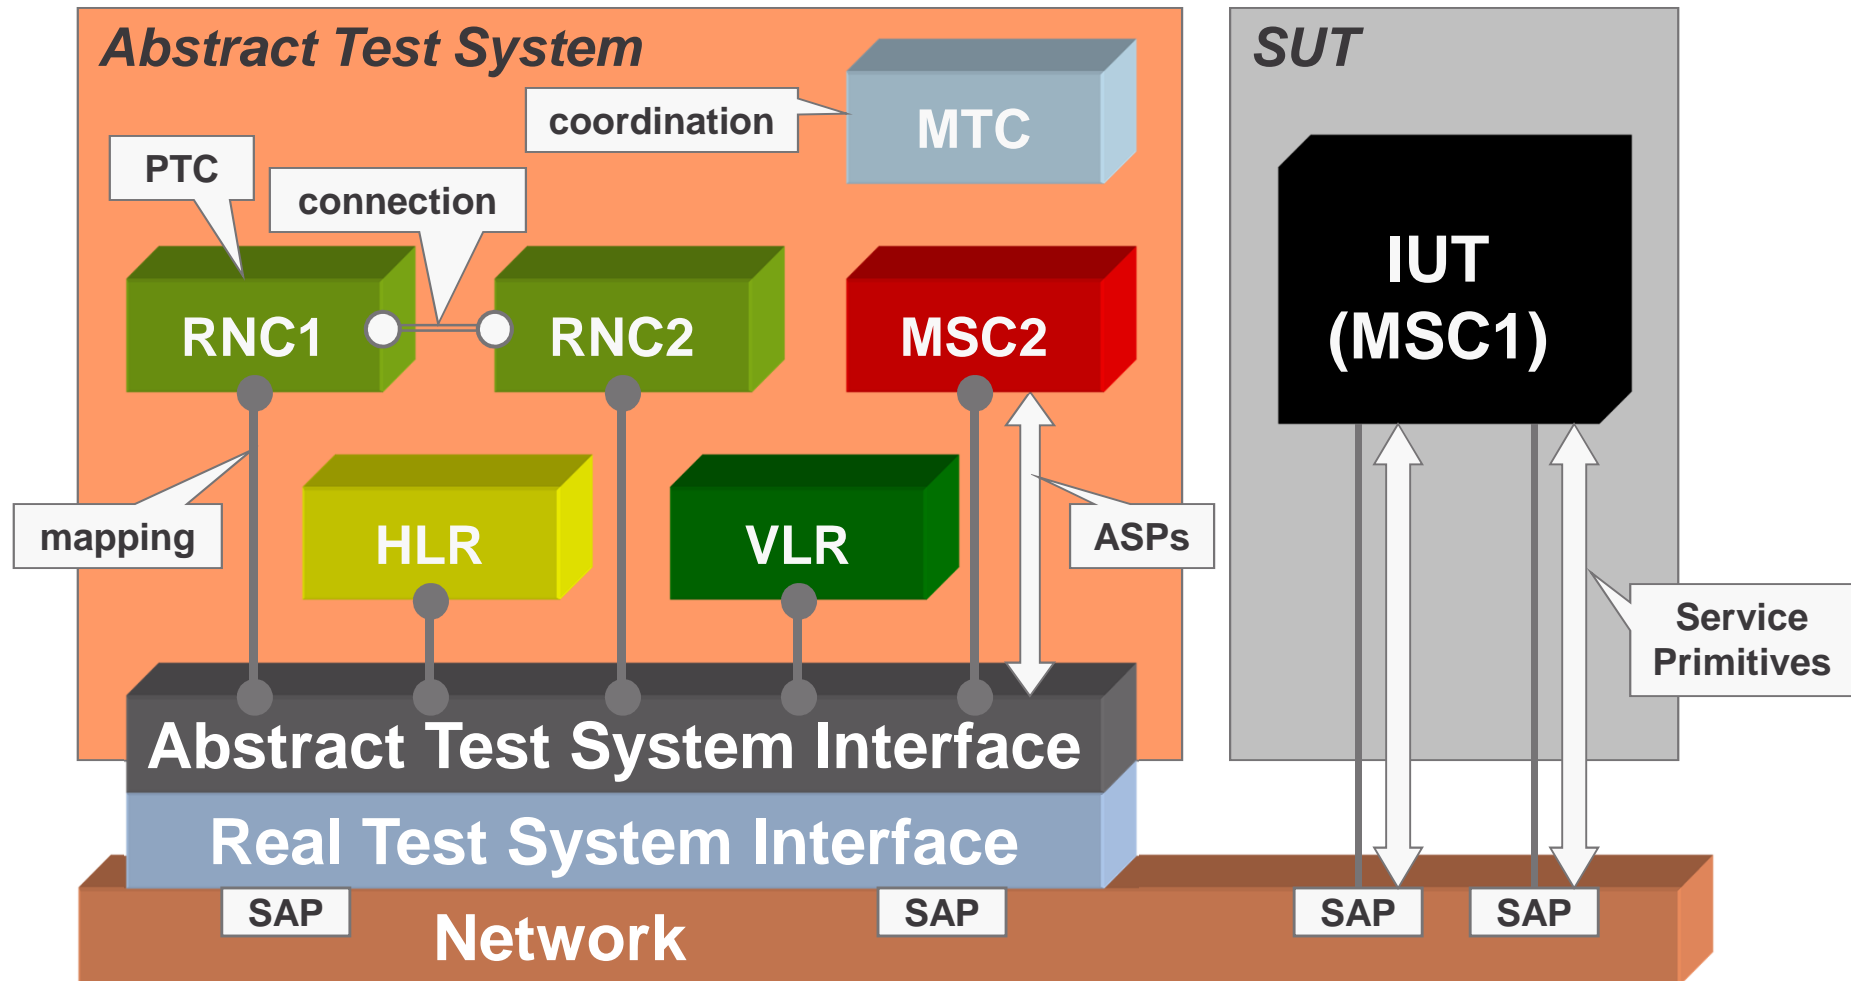 Abstract Test System
SUT
coordination
MTC
PTC
connection
IUT
(MSC1)
RNC1
RNC2
MSC2
mapping
HLR
VLR
ASPs
Service
Primitives
Abstract Test System Interface
Real Test System Interface
SAP
SAP
SAP
SAP
Network